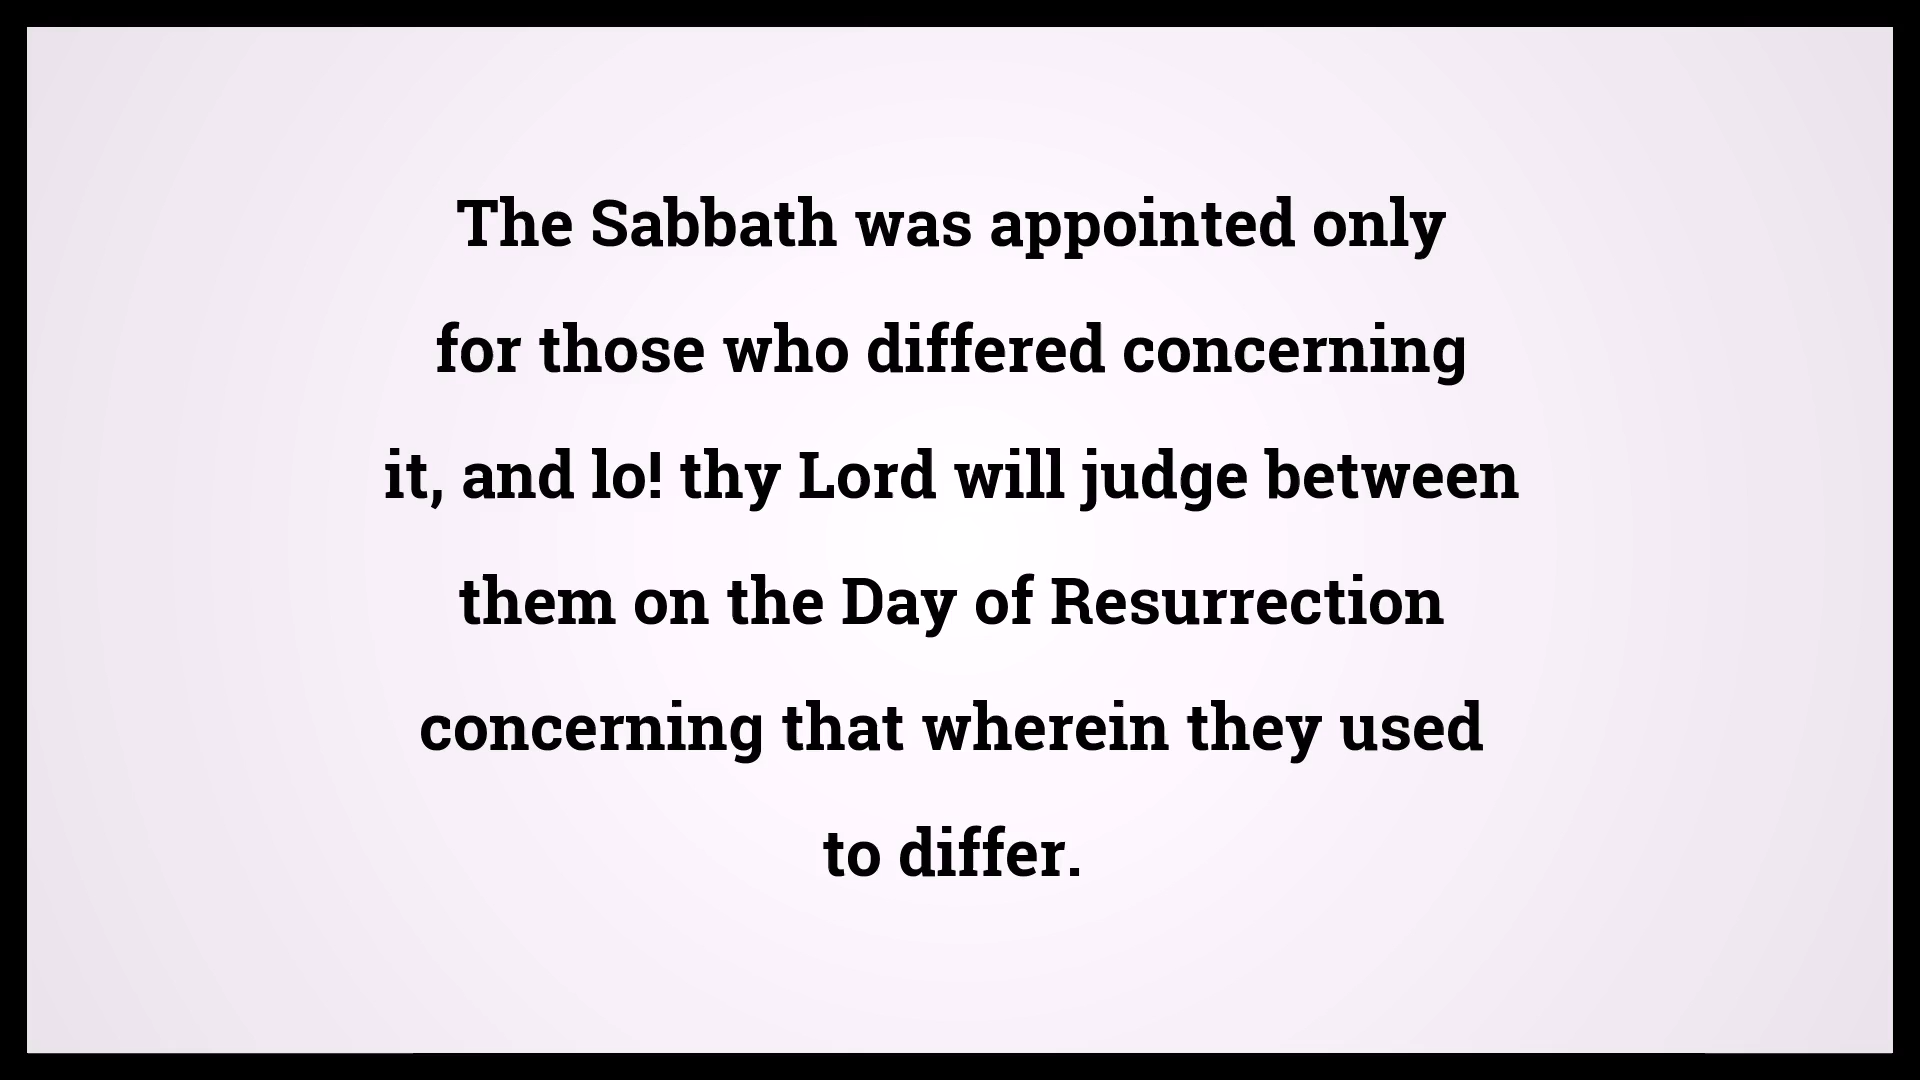 The Sabbath was appointed only
for those who differed concerning
it, and lo! thy Lord will judge between
them on the Day of Resurrection
concerning that wherein they used
to differ.